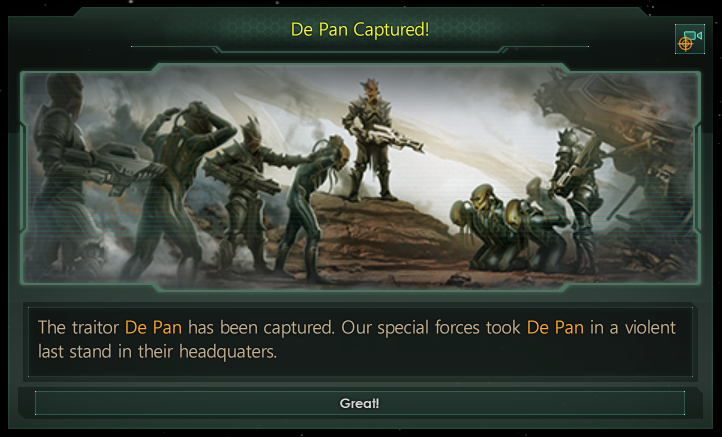 De Pan Captured!
The traitor De Pan has been captured. Our special forces took De Pan in a violent
last stand in their headquaters.
Great!